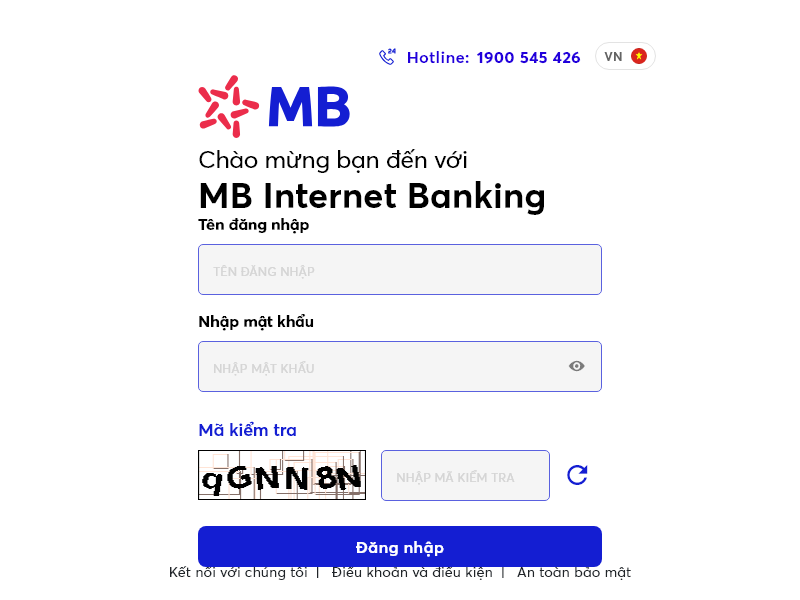 24 Hotline: 1900 545 426 VN
MB
Chào mừng bạn đến với
MB Internet Banking
Tên đăng nhập
TÊN ĐĂNG NHẬP
Nhập mật khẩu
NHẬP MẬT KHẨU
Mã kiểm tra
qGNN8N NHẬP MÃ KIỂM TRA
Đăng nhập
Kết nối với chúng tôi | Điều khoản và điều kiện | An toàn bảo mật